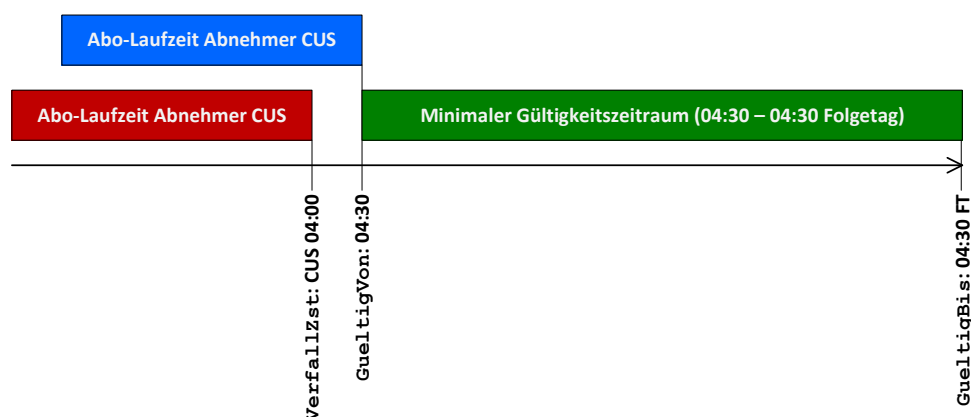 Abo-Laufzeit Abnehmer CUS
Abo-Laufzeit Abnehmer CUS
Minimaler Gültigkeitszeitraum (04:30 – 04:30 Folgetag)
VerfallZst: CUS 04:00
GueltigVon: 04:30
GueltigBis: 04:30 FT